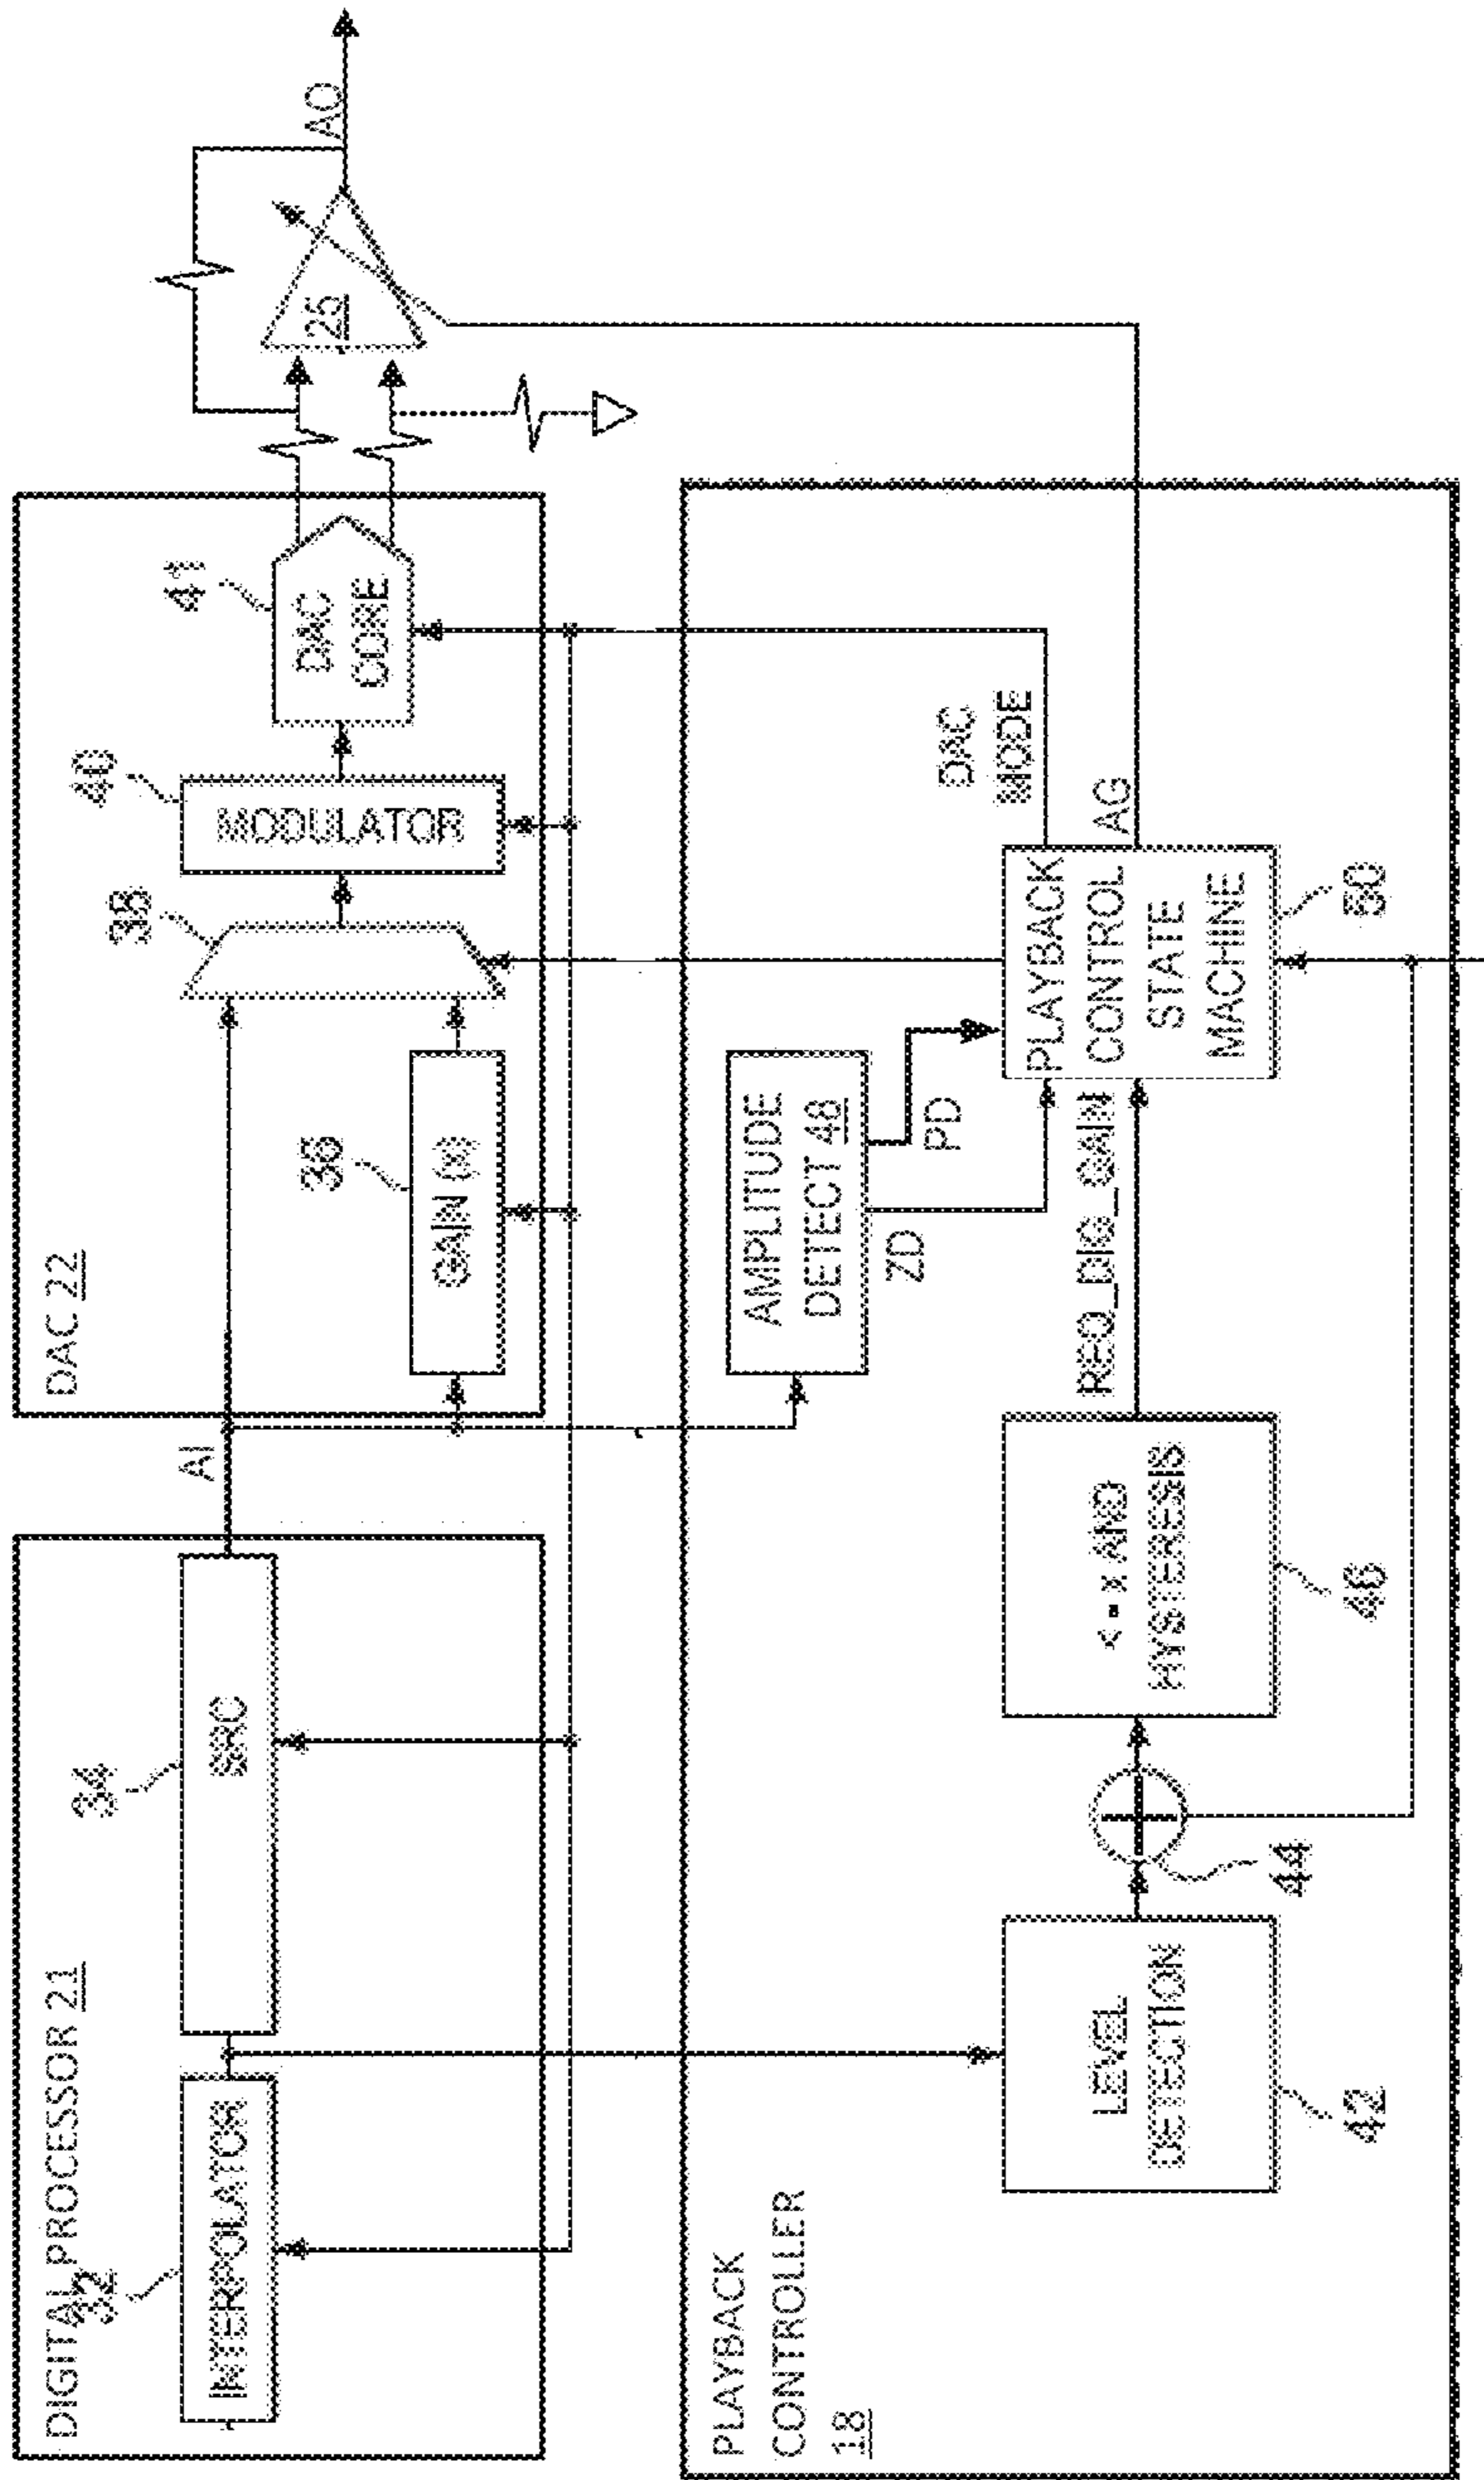 DIGITAL PROCESSOR 21
32
INTERPOLATOR
34
SRC
AI
DAC 22
36
GAIN (x)
38
40
MODULATOR
41
DAC
CORE
25
AO
PLAYBACK
CONTROLLER
18
LEVEL
DETECTION
42
44
< = x AND
HYSTERESIS
46
REQ_DIG_GAIN
AMPLITUDE
DETECT 48
ZD
PD
PLAYBACK
CONTROL
STATE
MACHINE
50
DAC
MODE
AG